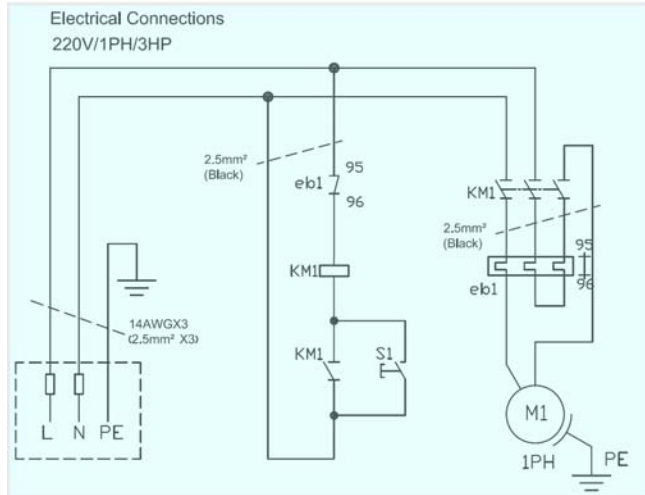 Electrical Connections
220V/1PH/3HP
2.5mm²
(Black)
95
eb1
96
KM1
2.5mm²
(Black)
95
96
eb1
KM1
14AWGX3
(2.5mm² X3)
KM1
S1
L N PE
M1
1PH
PE